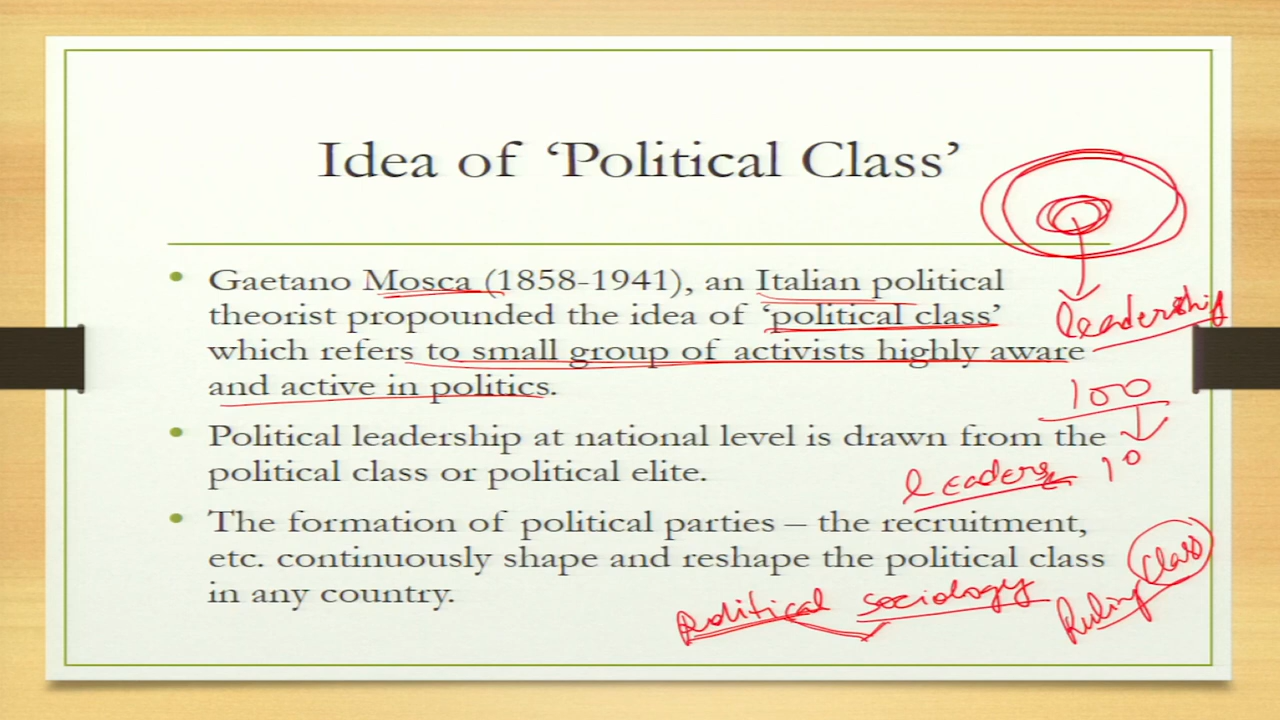 Idea of ‘Political Class’
• Gaetano Mosca (1858-1941), an Italian political
theorist propounded the idea of ‘political class’
which refers to small group of activists highly aware
and active in politics.
• Political leadership at national level is drawn from the
political class or political elite.
• The formation of political parties – the recruitment,
etc. continuously shape and reshape the political class
in any country.
leadership
100
leaders 10
Ruling class
political sociology